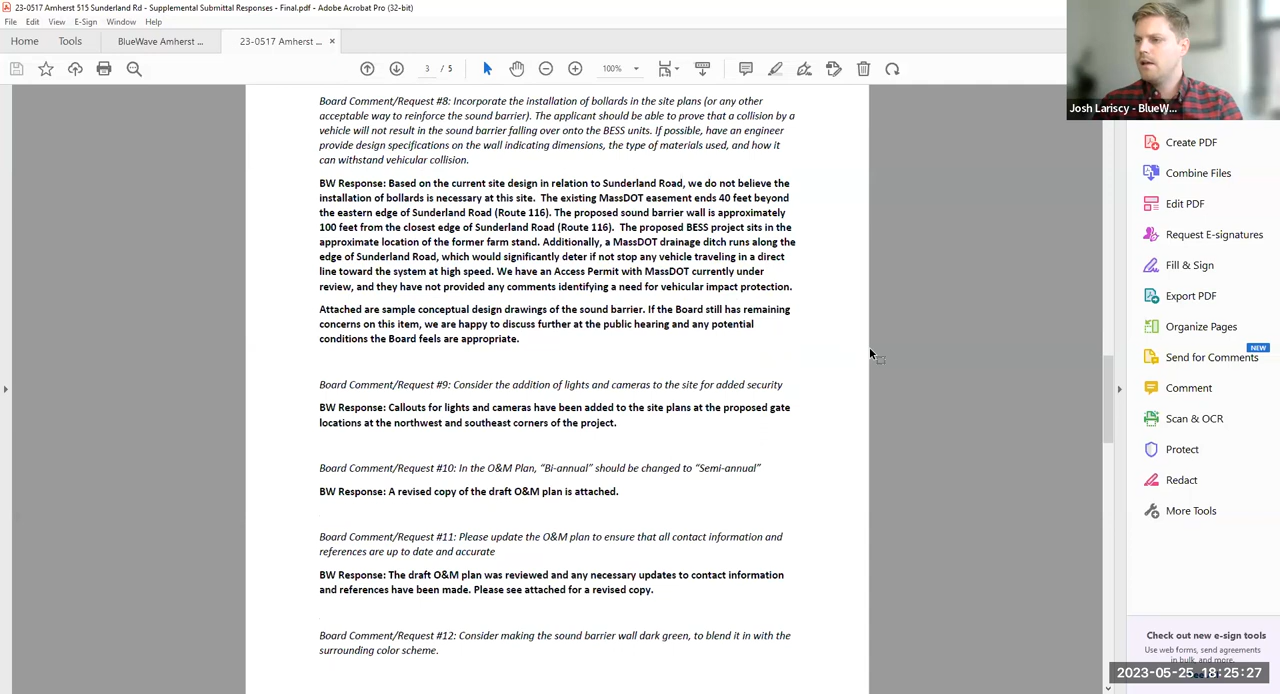 23-0517 Amherst 515 Sunderland Rd - Supplemental Submittal Responses - Final.pdf - Adobe Acrobat Pro (32-bit)
File Edit View E-Sign Window Help
Home Tools BlueWave Amherst ... 23-0517 Amherst ... ×
3 / 5 100%
Josh Lariscy - BlueW...
Board Comment/Request #8: Incorporate the installation of bollards in the site plans (or any other
acceptable way to reinforce the sound barrier). The applicant should be able to prove that a collision by a
vehicle will not result in the sound barrier falling over onto the BESS units. If possible, have an engineer
provide design specifications on the wall indicating dimensions, the type of materials used, and how it
can withstand vehicular collision.
BW Response: Based on the current site design in relation to Sunderland Road, we do not believe the
installation of bollards is necessary at this site. The existing MassDOT easement ends 40 feet beyond
the eastern edge of Sunderland Road (Route 116). The proposed sound barrier wall is approximately
100 feet from the closest edge of Sunderland Road (Route 116). The proposed BESS project sits in the
approximate location of the former farm stand. Additionally, a MassDOT drainage ditch runs along the
edge of Sunderland Road, which would significantly deter if not stop any vehicle traveling in a direct
line toward the system at high speed. We have an Access Permit with MassDOT currently under
review, and they have not provided any comments identifying a need for vehicular impact protection.
Attached are sample conceptual design drawings of the sound barrier. If the Board still has remaining
concerns on this item, we are happy to discuss further at the public hearing and any potential
conditions the Board feels are appropriate.
Board Comment/Request #9: Consider the addition of lights and cameras to the site for added security
BW Response: Callouts for lights and cameras have been added to the site plans at the proposed gate
locations at the northwest and southeast corners of the project.
Board Comment/Request #10: In the O&M Plan, “Bi-annual” should be changed to “Semi-annual”
BW Response: A revised copy of the draft O&M plan is attached.
Board Comment/Request #11: Please update the O&M plan to ensure that all contact information and
references are up to date and accurate
BW Response: The draft O&M plan was reviewed and any necessary updates to contact information
and references have been made. Please see attached for a revised copy.
Board Comment/Request #12: Consider making the sound barrier wall dark green, to blend it in with the
surrounding color scheme.
Create PDF
Combine Files
Edit PDF
Request E-signatures
Fill & Sign
Export PDF
Organize Pages
NEW
Send for Comments
Comment
Scan & OCR
Protect
Redact
More Tools
Check out new e-sign tools
Use web forms, send agreements
in bulk, and more.
2023-05-25 18:25:27